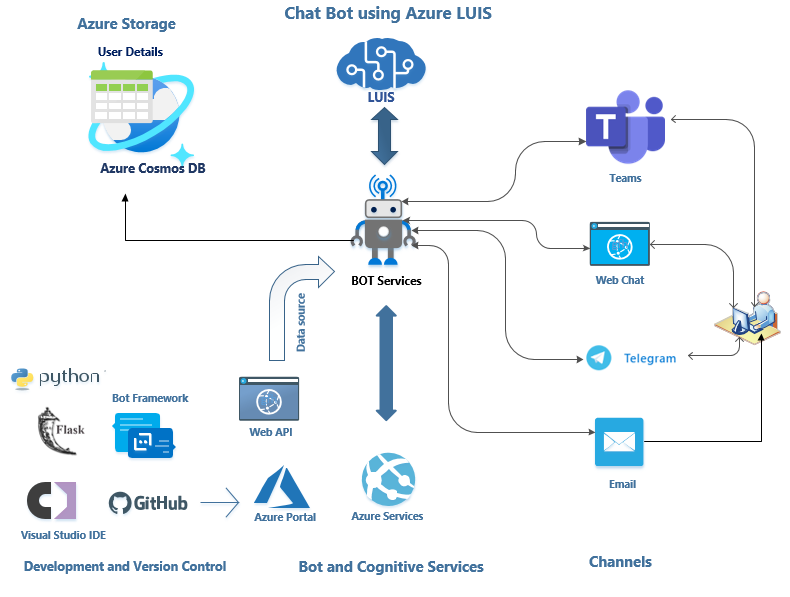 Chat Bot using Azure LUIS
Azure Storage
User Details
Azure Cosmos DB
LUIS
T
Teams
BOT Services
Web Chat
Data source
Telegram
python
Bot Framework
Flask
Web API
GitHub
Visual Studio IDE
Azure Portal
Azure Services
Email
Development and Version Control
Bot and Cognitive Services
Channels